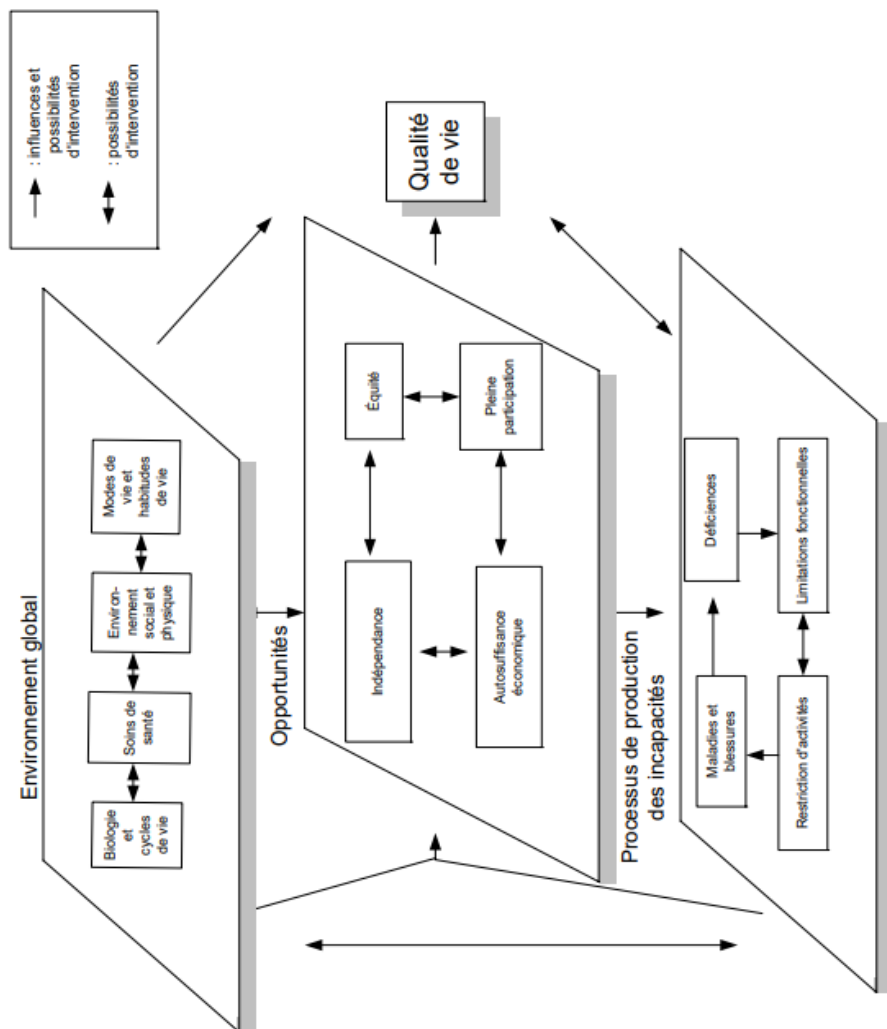 → : influences et
possibilités
d'intervention
↔ : possibilités
d'intervention
Environnement global
Biologie
et
cycles
de vie
Soins de
santé
Environ-
nement
social et
physique
Modes de
vie et
habitudes
de vie
Opportunités
Indépendance
Équité
Autosuffisance
économique
Pleine
participation
Qualité
de vie
Processus de production
des incapacités
Maladies et
blessures
Déficiences
Restriction d'activités
Limitations fonctionnelles